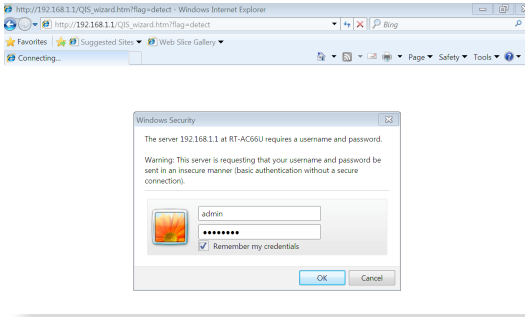 http://192.168.1.1/QIS_wizard.htm?flag=detect - Windows Internet Explorer
http://192.168.1.1/QIS_wizard.htm?flag=detect
Bing
Favorites Suggested Sites Web Slice Gallery
Connecting...
Page Safety Tools
Windows Security
The server 192.168.1.1 at RT-AC66U requires a username and password.
Warning: This server is requesting that your username and password be
sent in an insecure manner (basic authentication without a secure
connection).
admin
••••••••
Remember my credentials
OK Cancel